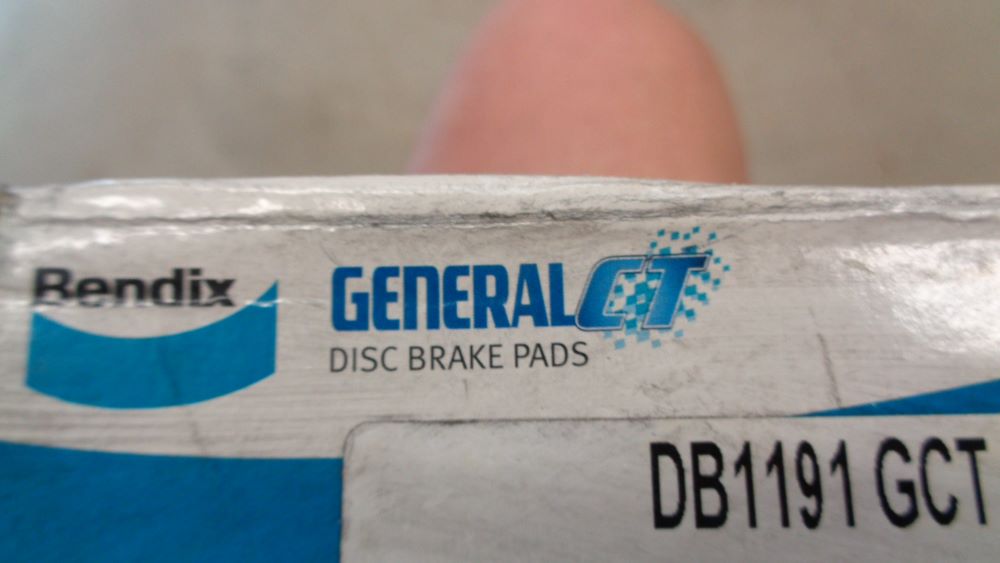 Bendix
GENERAL CT
DISC BRAKE PADS
DB1191 GCT